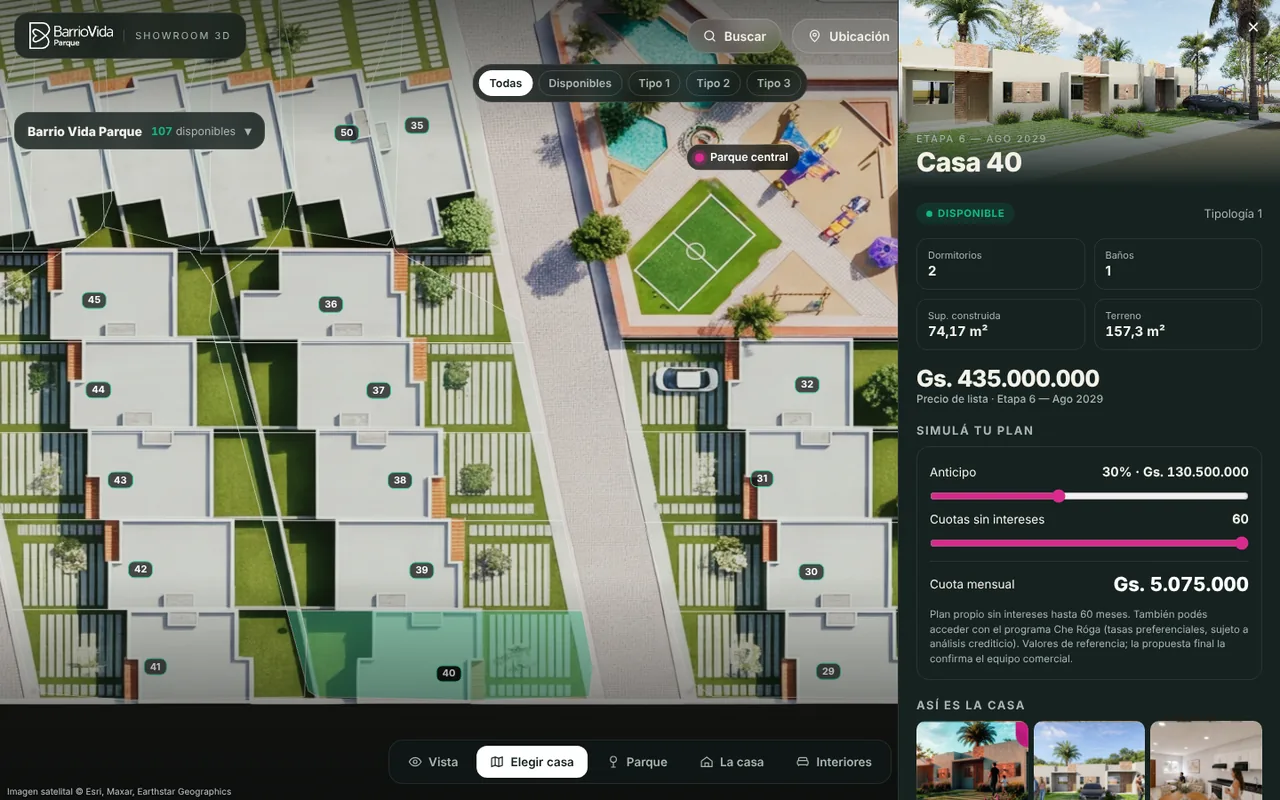 BarrioVida
Parque
SHOWROOM 3D
Buscar
Ubicación
Todas
Disponibles
Tipo 1
Tipo 2
Tipo 3
Barrio Vida Parque 107 disponibles ▼
50
35
Parque central
45
36
44
37
32
43
38
31
42
39
30
41
40
29
Vista
Elegir casa
Parque
La casa
Interiores
Imagen satelital © Esri, Maxar, Earthstar Geographics
ETAPA 6 — AGO 2029
Casa 40
DISPONIBLE
Tipología 1
Dormitorios
2
Baños
1
Sup. construida
74,17 m²
Terreno
157,3 m²
Gs. 435.000.000
Precio de lista · Etapa 6 — Ago 2029
SIMULÁ TU PLAN
Anticipo
30% · Gs. 130.500.000
Cuotas sin intereses
60
Cuota mensual
Gs. 5.075.000
Plan propio sin intereses hasta 60 meses. También podés
acceder con el programa Che Róga (tasas preferenciales, sujeto a
análisis crediticio). Valores de referencia; la propuesta final la
confirma el equipo comercial.
ASÍ ES LA CASA